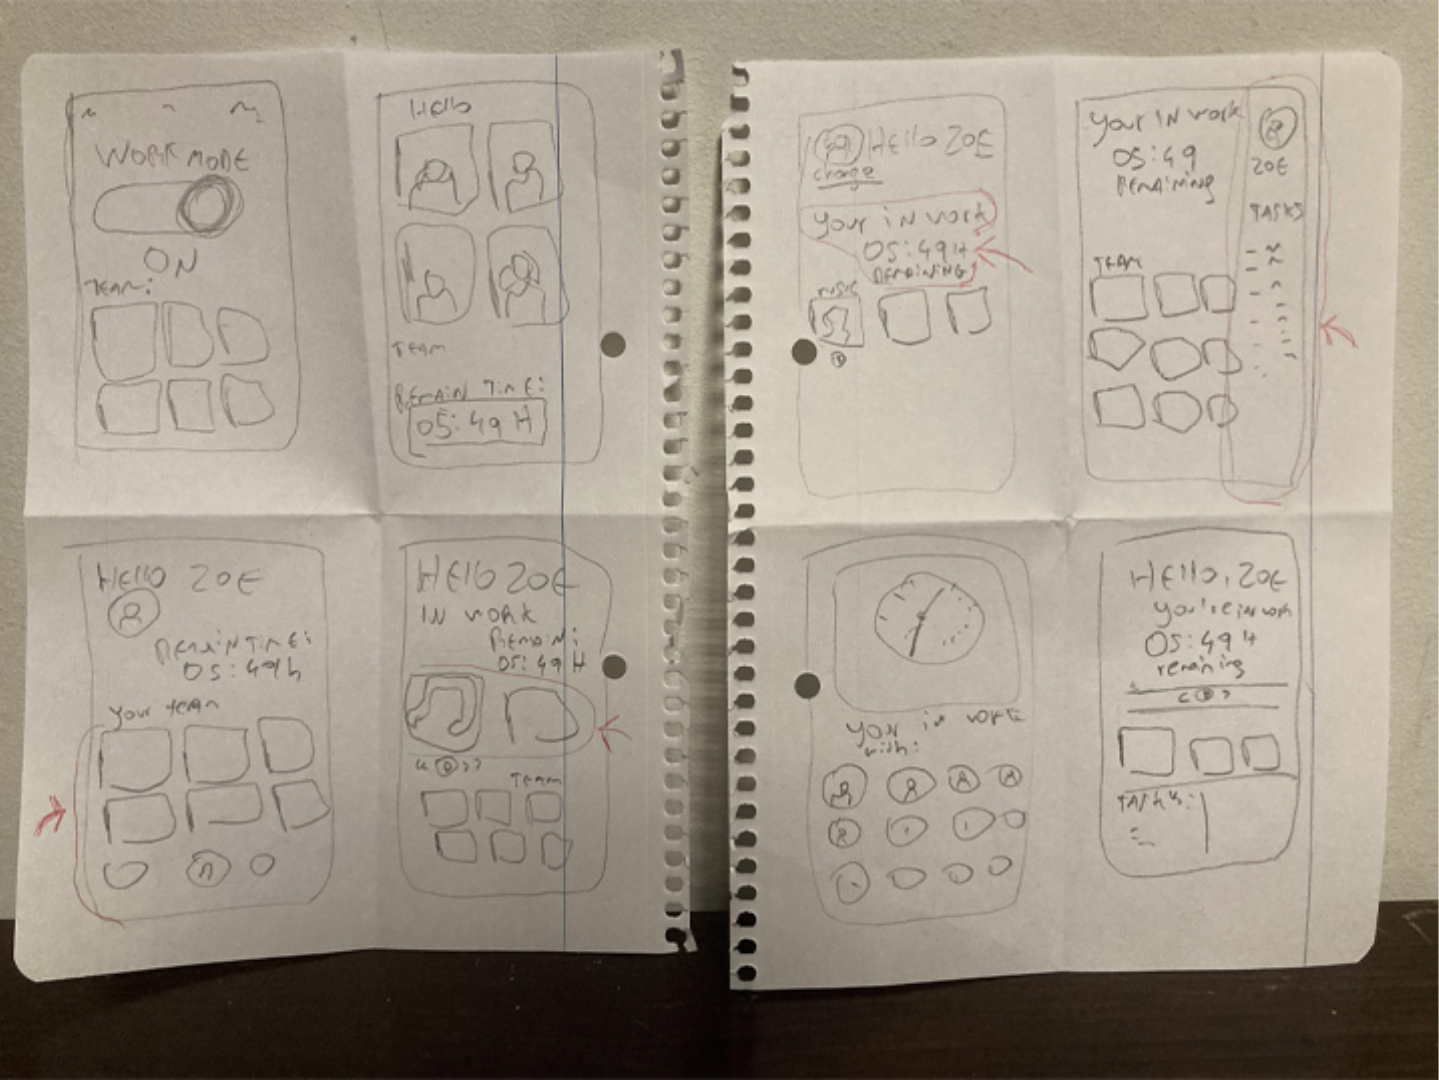 WORK MODE
ON
TEAM:
Hello
TEAM
REMAIN TIME:
05:49 H
Hello ZOE
REMAIN TIME:
05:49h
your team
Hello ZOE
IN WORK
REMAIN:
05:49 H
TEAM
Hello ZOE
change
your in work
05:49H
REMAINING
MUSIC
your IN work
05:49
REMAINING
TEAM
ZOE
TASKS
your in work
with:
Hello, ZOE
you're in work
05:49 H
remaining
TASKS: